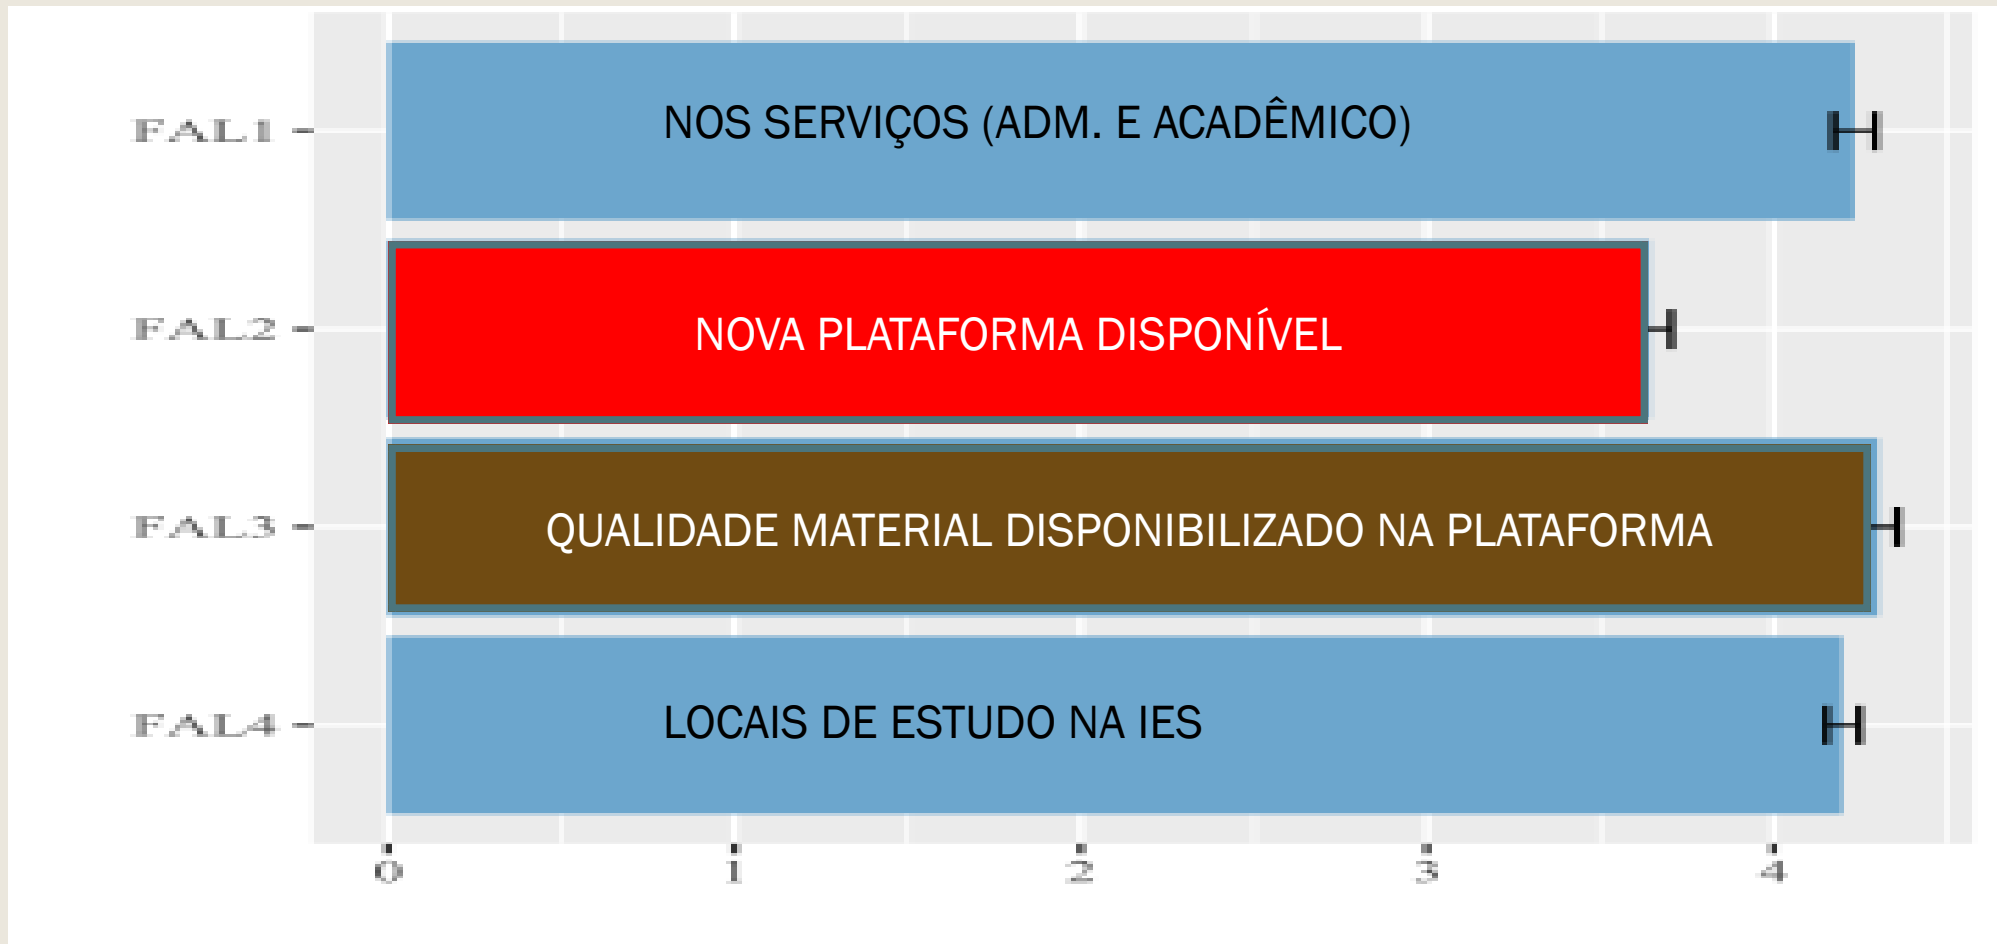 FAL1
NOS SERVIÇOS (ADM. E ACADÊMICO)
FAL2
NOVA PLATAFORMA DISPONÍVEL
FAL3
QUALIDADE MATERIAL DISPONIBILIZADO NA PLATAFORMA
FAL4
LOCAIS DE ESTUDO NA IES
0 1 2 3 4